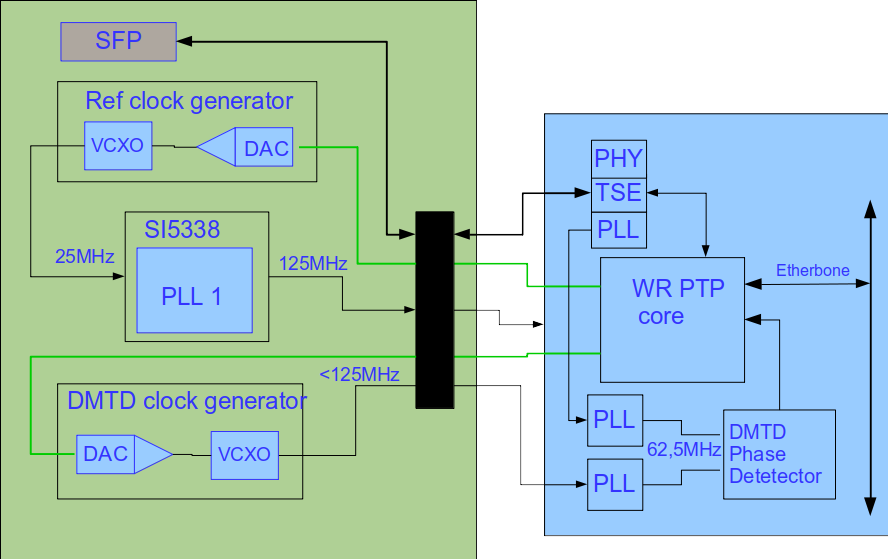 SFP
Ref clock generator
VCXO
DAC
SI5338
25MHz
125MHz
PLL 1
<125MHz
DMTD clock generator
DAC
VCXO
PHY
TSE
PLL
WR PTP
core
Etherbone
PLL
62,5MHz
PLL
DMTD
Phase
Detetector